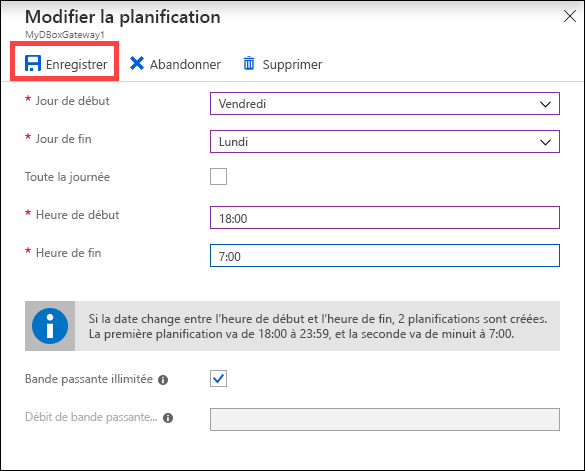 Modifier la planification
MyDBoxGateway1
Enregistrer Abandonner Supprimer
* Jour de début Vendredi
* Jour de fin Lundi
Toute la journée
* Heure de début 18:00
* Heure de fin 7:00
Si la date change entre l'heure de début et l'heure de fin, 2 planifications sont créées.
La première planification va de 18:00 à 23:59, et la seconde va de minuit à 7:00.
Bande passante illimitée
Débit de bande passante...